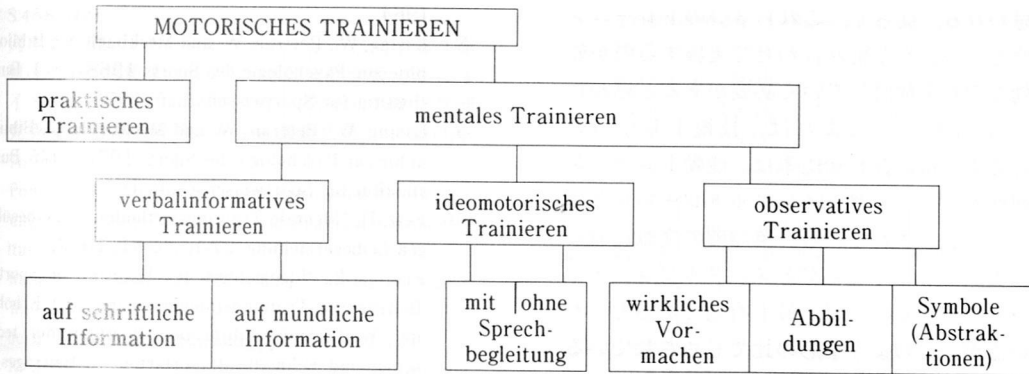 MOTORISCHES TRAINIEREN
praktisches
Trainieren
mentales Trainieren
verbalinformatives
Trainieren
ideomotorisches
Trainieren
observatives
Trainieren
auf schriftliche
Information
auf mundliche
Information
mit ohne
Sprech-
begleitung
wirkliches
Vor-
machen
Abbil-
dungen
Symbole
(Abstrak-
tionen)